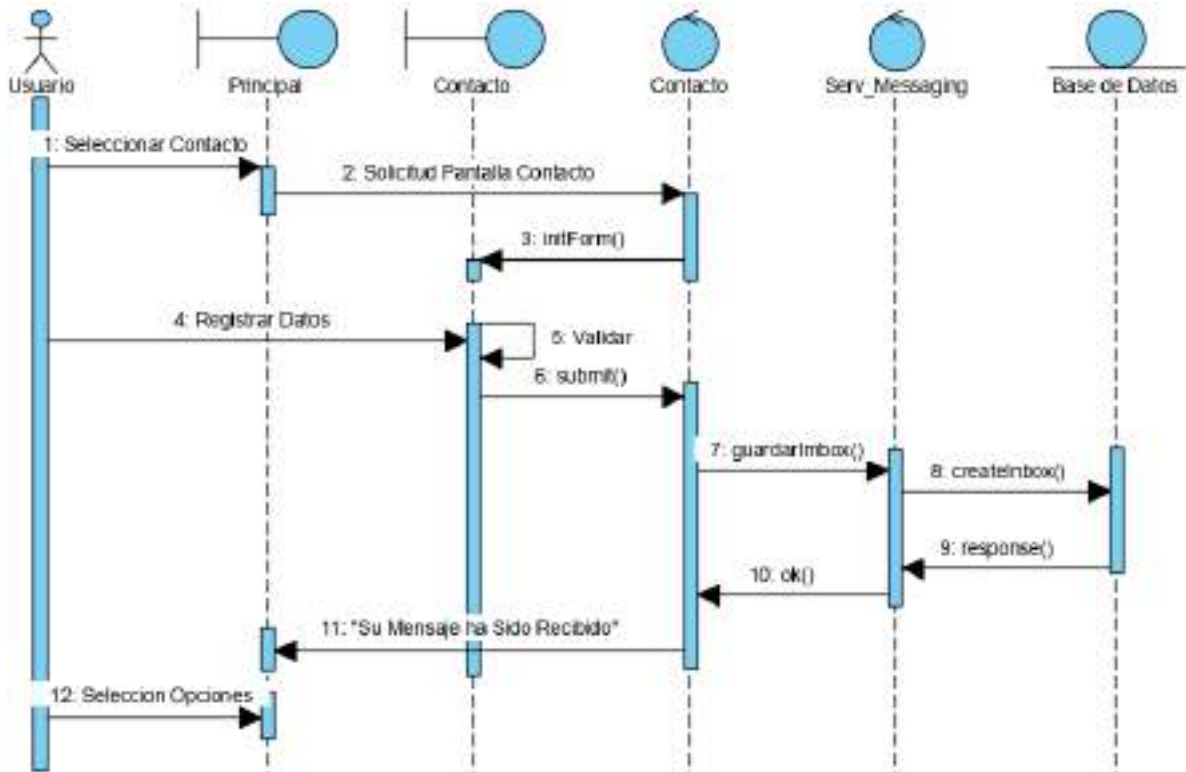 Usuario
Principal
Contacto
Contacto
Serv_Messaging
Base de Datos
1: Seleccionar Contacto
2: Solicitud Pantalla Contacto
3: initForm()
4: Registrar Datos
5: Validar
6: submit()
7: guardarImbox()
8: createInbox()
9: response()
10: ok()
11: "Su Mensaje ha Sido Recibido"
12: Seleccion Opciones